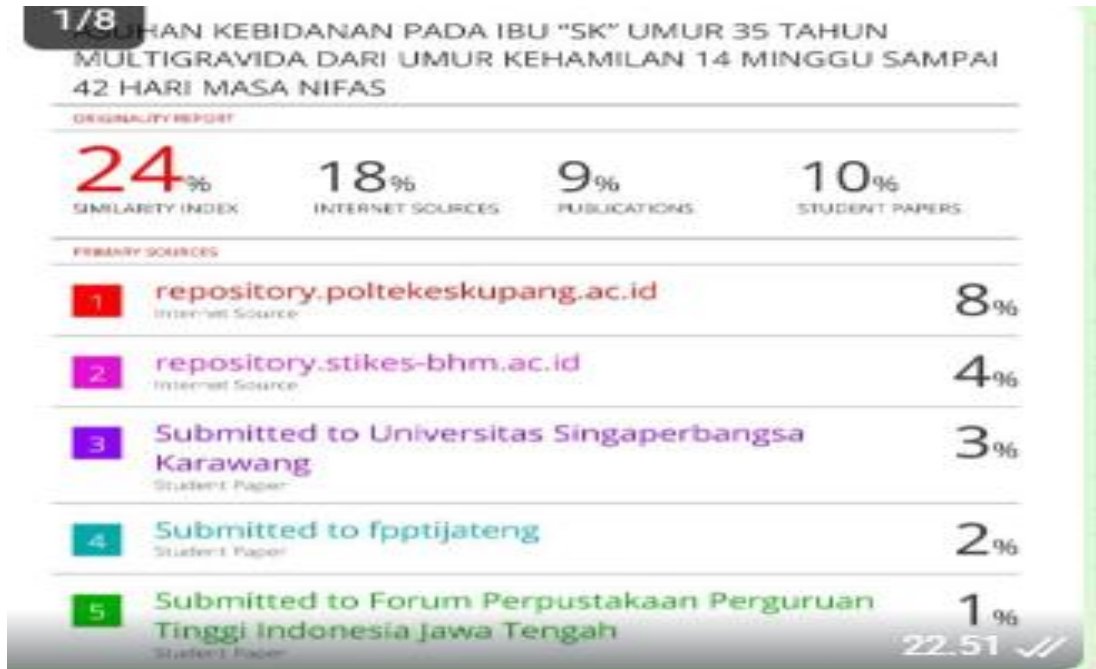 1/8
HAN KEBIDANAN PADA IBU “SK” UMUR 35 TAHUN
MULTIGRAVIDA DARI UMUR KEHAMILAN 14 MINGGU SAMPAI
42 HARI MASA NIFAS
ORIGINALITY REPORT
24% 18% 9% 10%
SIMILARITY INDEX INTERNET SOURCES PUBLICATIONS STUDENT PAPERS
PRIMARY SOURCES
1 repository.poltekeskupang.ac.id 8%
Internet Source
2 repository.stikes-bhm.ac.id 4%
Internet Source
3 Submitted to Universitas Singaperbangsa 3%
Karawang
Student Paper
4 Submitted to fpptijateng 2%
Student Paper
5 Submitted to Forum Perpustakaan Perguruan 1%
Tinggi Indonesia Jawa Tengah
Student Paper
22.51